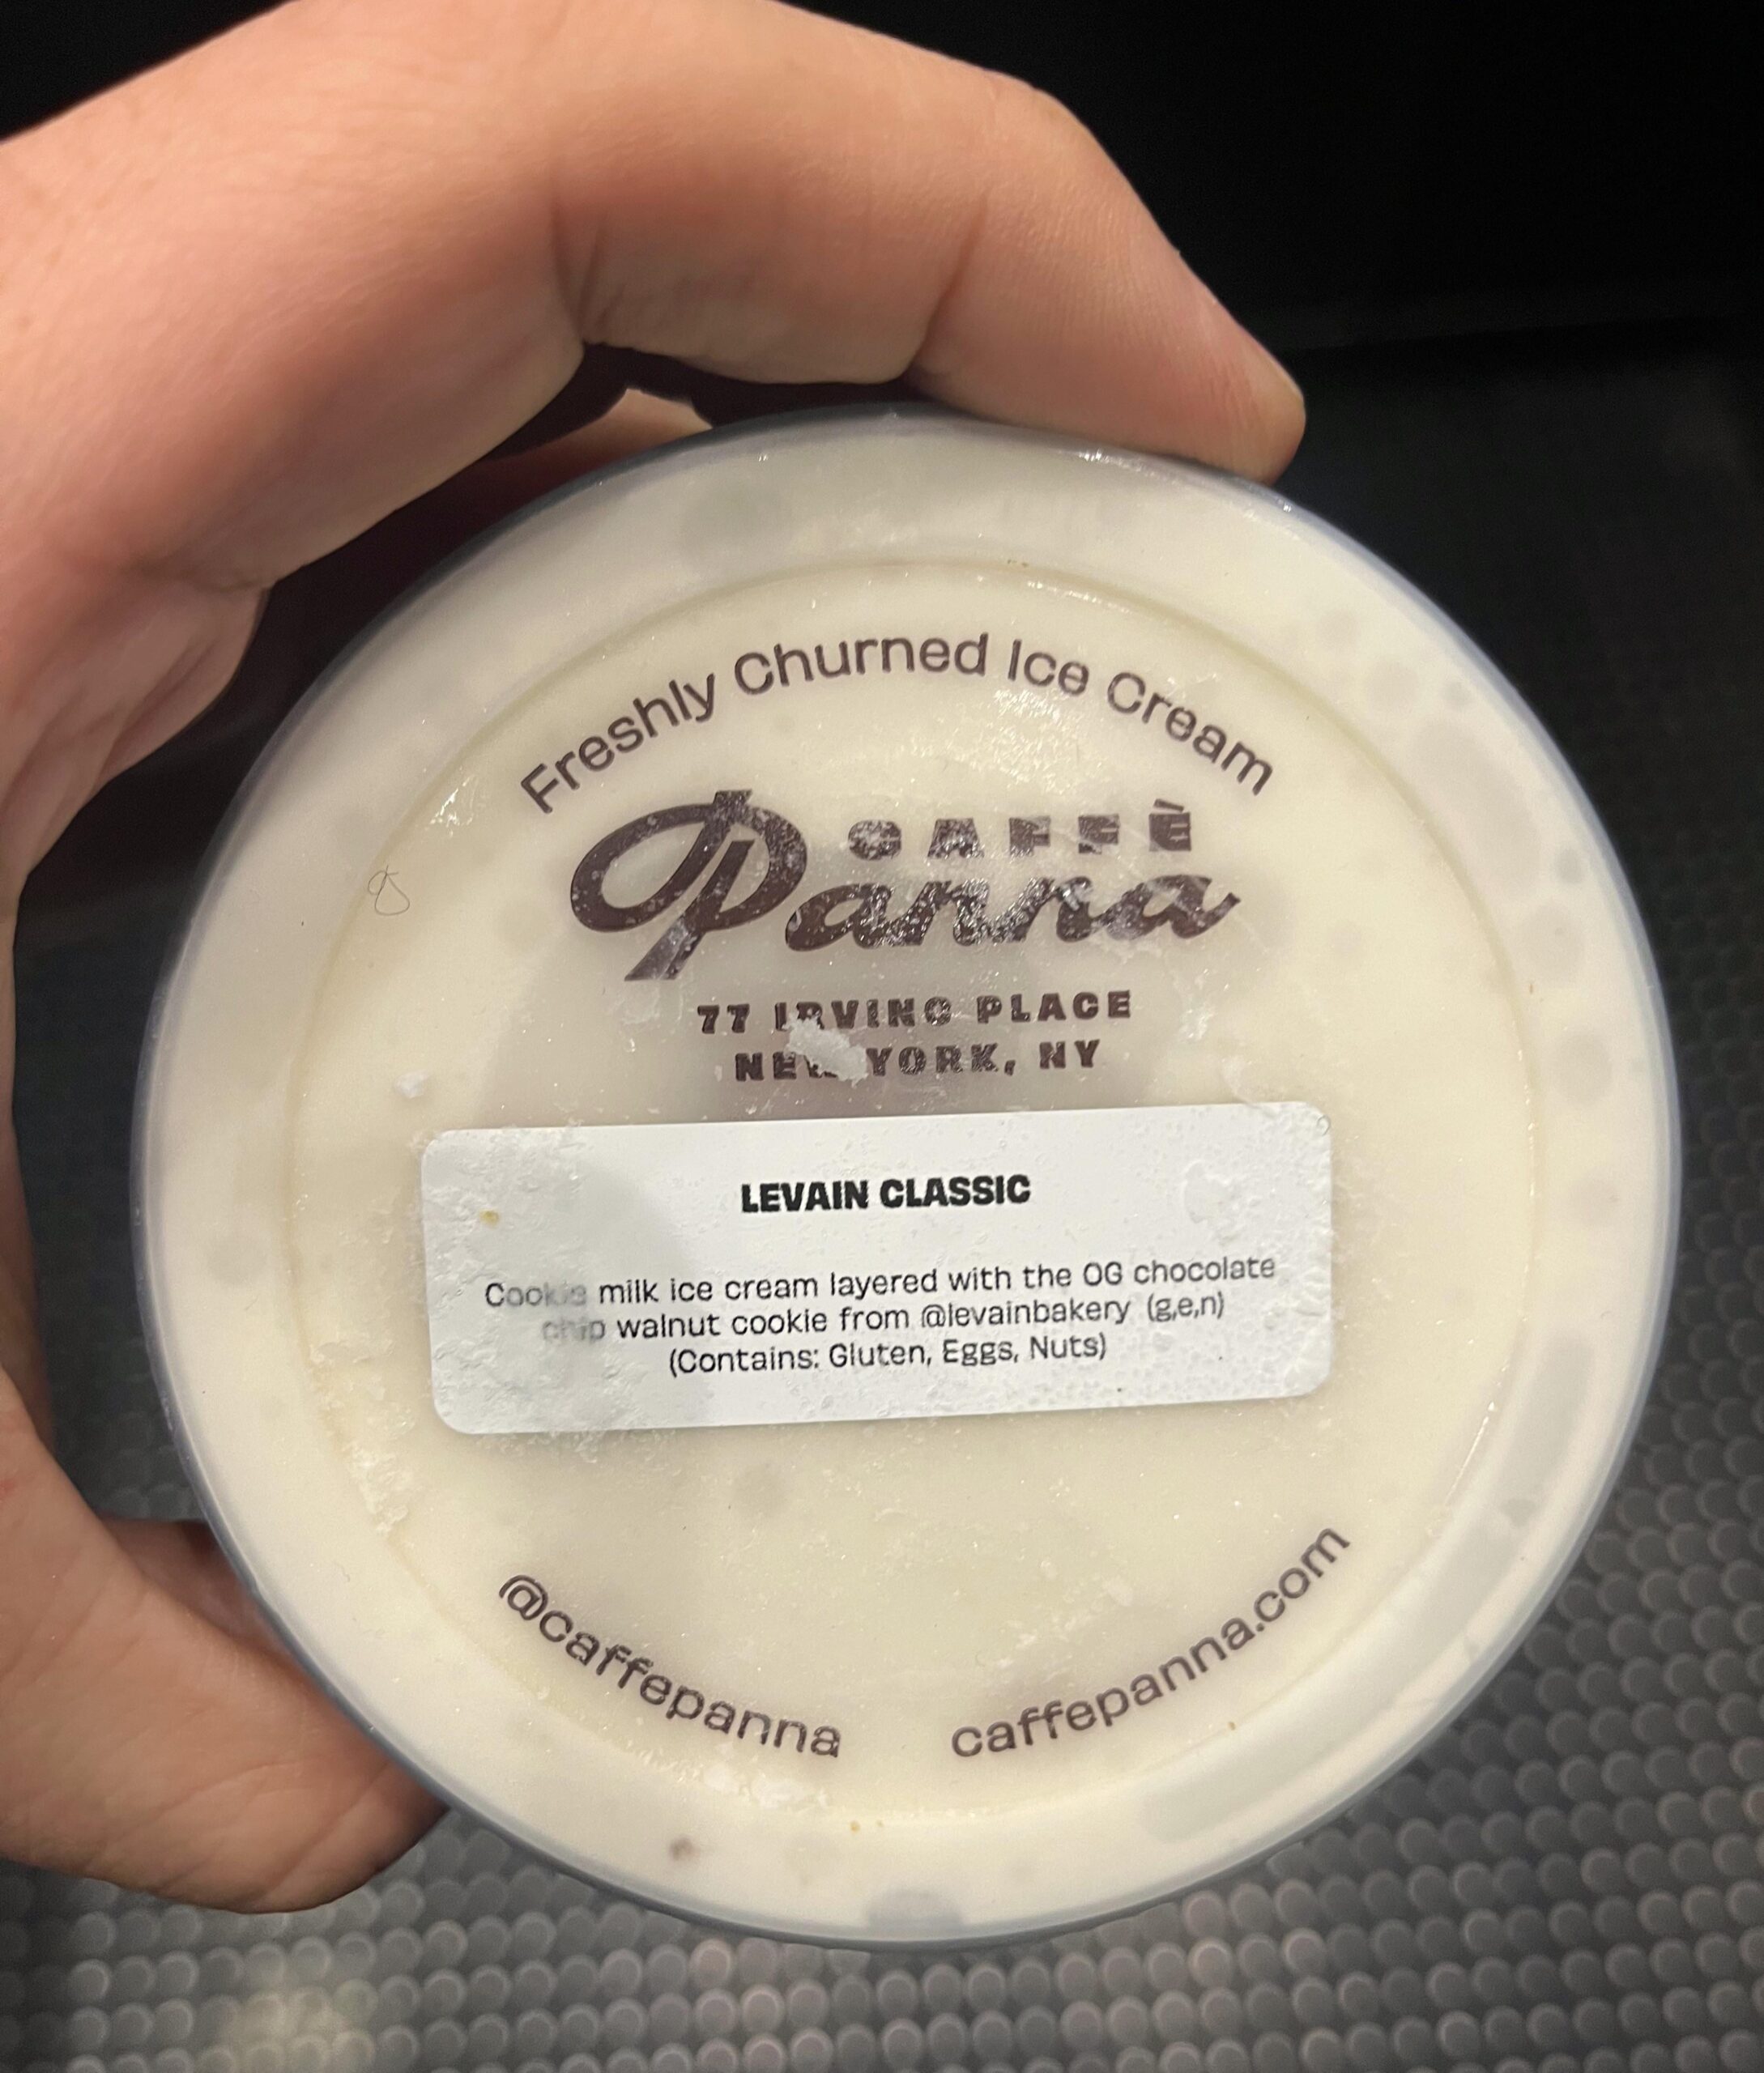 Freshly Churned Ice Cream
CAFFÈ
Panna
77 IRVING PLACE
NEW YORK, NY
LEVAIN CLASSIC
Cookie milk ice cream layered with the OG chocolate
chip walnut cookie from @levainbakery (g,e,n)
(Contains: Gluten, Eggs, Nuts)
@caffepanna
caffepanna.com